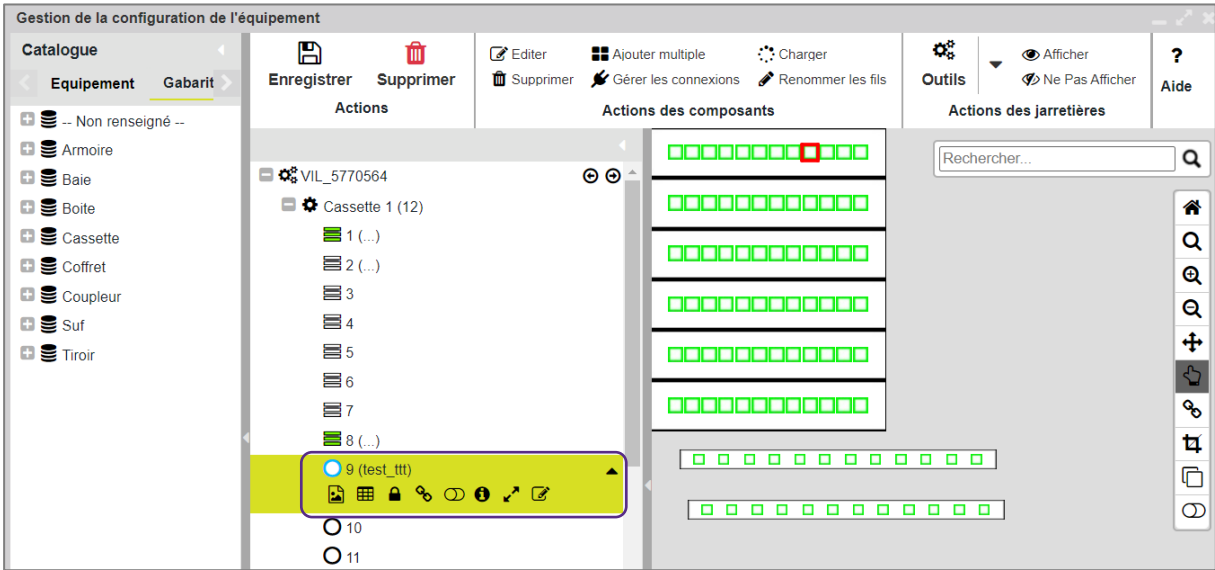 Gestion de la configuration de l'équipement
Catalogue
Equipement Gabarit
-- Non renseigné --
Armoire
Baie
Boite
Cassette
Coffret
Coupleur
Suf
Tiroir
Enregistrer Supprimer
Actions
Editer Ajouter multiple Charger
Supprimer Gérer les connexions Renommer les fils
Actions des composants
Outils
Afficher
Ne Pas Afficher
Actions des jarretières
?
Aide
VIL_5770564
Cassette 1 (12)
1 (...)
2 (...)
3
4
5
6
7
8 (...)
9 (test_ttt)
10
11
Rechercher...